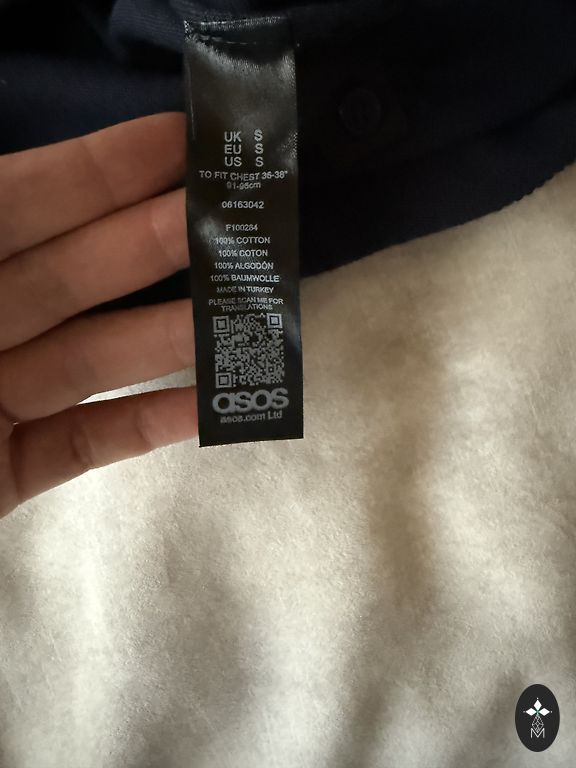 UK S
EU S
US S
TO FIT CHEST 36-38"
91-96cm
06163042
F100284
100% COTTON
100% COTON
100% ALGODÓN
100% BAUMWOLLE
MADE IN TURKEY
PLEASE SCAN ME FOR
TRANSLATIONS
asos
asos.com Ltd
M